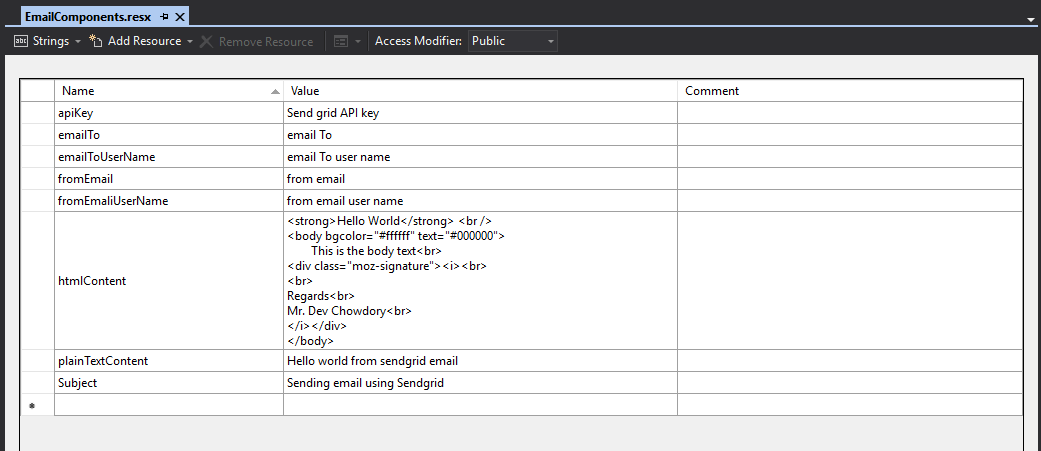 EmailComponents.resx
abc Strings Add Resource Remove Resource Access Modifier: Public
Name Value Comment
apiKey Send grid API key
emailTo email To
emailToUserName email To user name
fromEmail from email
fromEmaliUserName from email user name
htmlContent
<strong>Hello World</strong> <br />
<body bgcolor="#ffffff" text="#000000">
This is the body text<br>
<div class="moz-signature"><i><br>
<br>
Regards<br>
Mr. Dev Chowdory<br>
</i></div>
</body>
plainTextContent Hello world from sendgrid email
Subject Sending email using Sendgrid